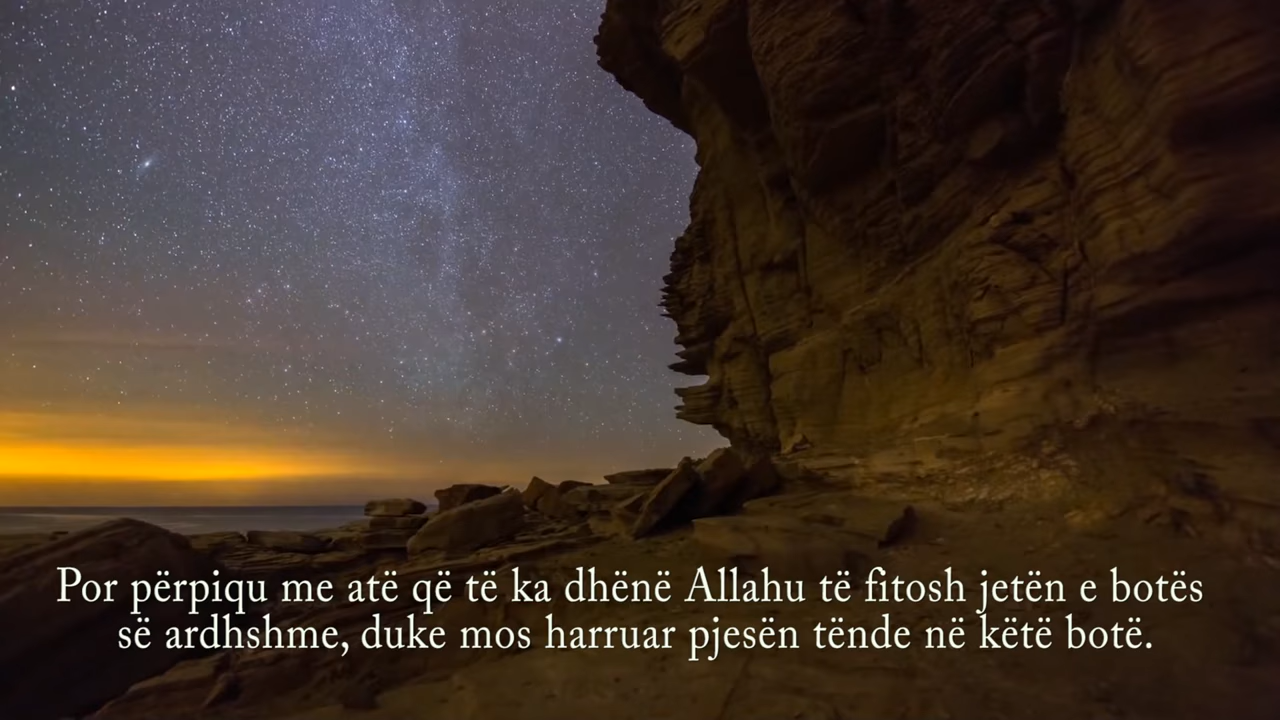 Por përpiqu me atë që të ka dhënë Allahu të fitosh jetën e botës
së ardhshme, duke mos harruar pjesën tënde në këtë botë.